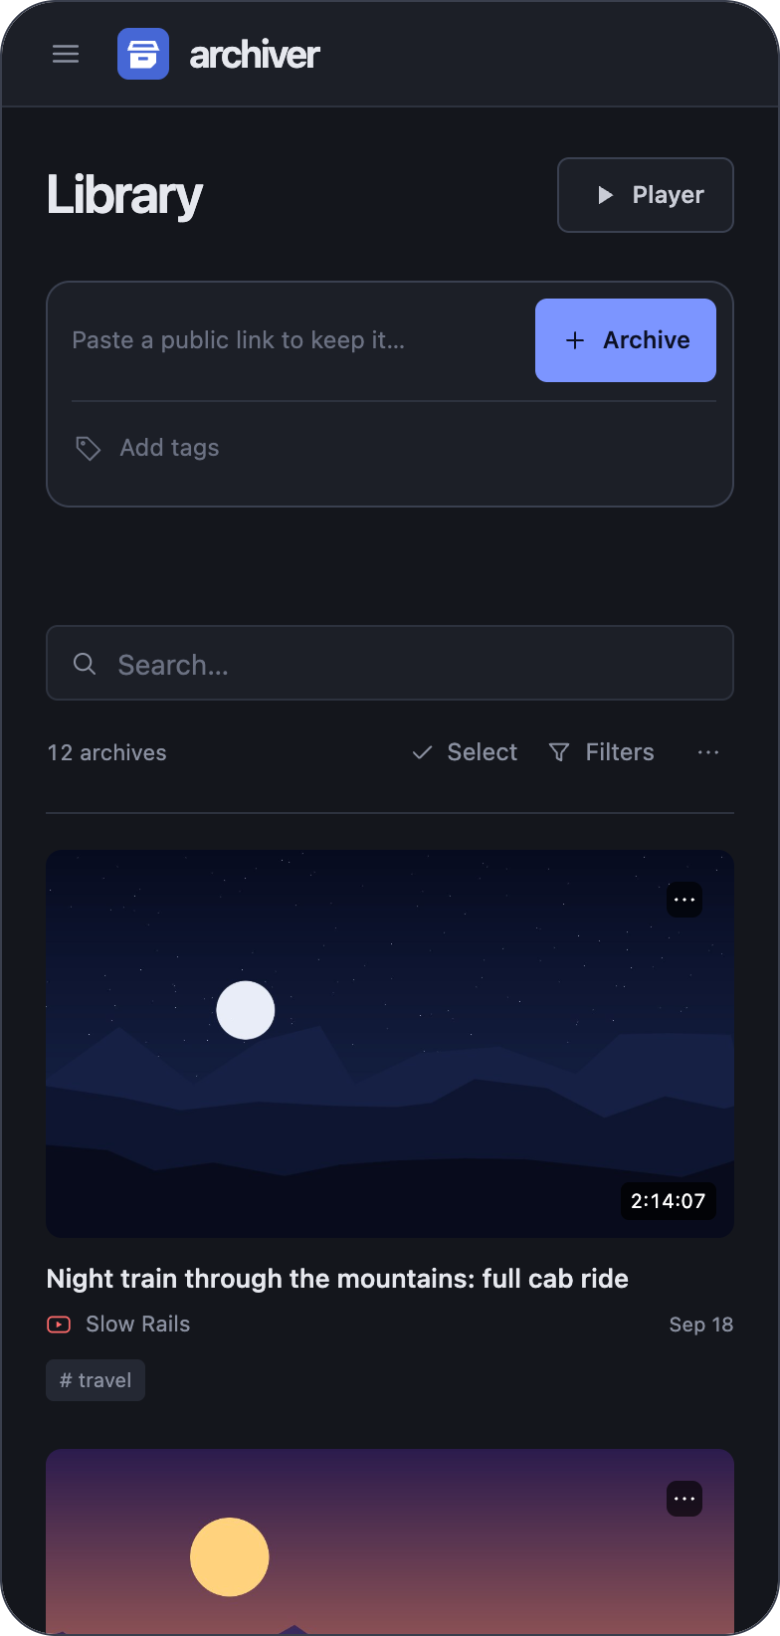 archiver
Library
Player
Paste a public link to keep it...
+ Archive
Add tags
Search...
12 archives
Select
Filters
2:14:07
Night train through the mountains: full cab ride
Slow Rails
Sep 18
# travel